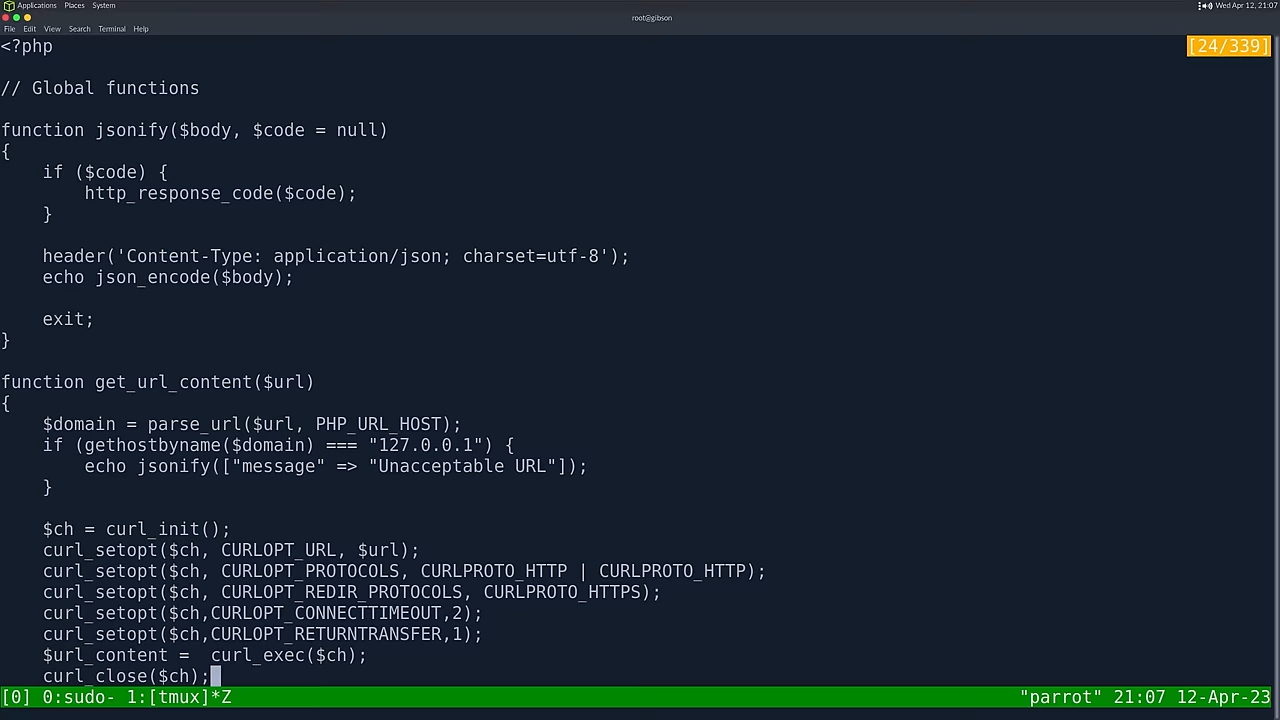 Applications Places System Wed Apr 12, 21:07
root@gibson
File Edit View Search Terminal Help
<?php [24/339]
// Global functions
function jsonify($body, $code = null)
{
    if ($code) {
        http_response_code($code);
    }
    header('Content-Type: application/json; charset=utf-8');
    echo json_encode($body);
    exit;
}
function get_url_content($url)
{
    $domain = parse_url($url, PHP_URL_HOST);
    if (gethostbyname($domain) === "127.0.0.1") {
        echo jsonify(["message" => "Unacceptable URL"]);
    }
    $ch = curl_init();
    curl_setopt($ch, CURLOPT_URL, $url);
    curl_setopt($ch, CURLOPT_PROTOCOLS, CURLPROTO_HTTP | CURLPROTO_HTTP);
    curl_setopt($ch, CURLOPT_REDIR_PROTOCOLS, CURLPROTO_HTTPS);
    curl_setopt($ch,CURLOPT_CONNECTTIMEOUT,2);
    curl_setopt($ch,CURLOPT_RETURNTRANSFER,1);
    $url_content =  curl_exec($ch);
    curl_close($ch);
[0] 0:sudo- 1:[tmux]*Z "parrot" 21:07 12-Apr-23